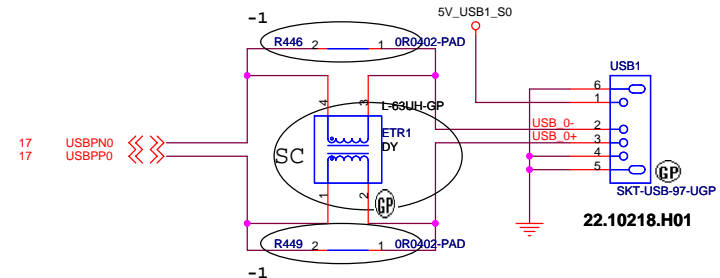 -1
5V_USB1_S0
R446 2 1 0R0402-PAD
USB1
4 3 L-63UH-GP
6
1
ETR1
DY
USB_0- 2
17 USBPN0
USB_0+ 3
17 USBPP0
SC
4
5
GP
1 2
GP
SKT-USB-97-UGP
22.10218.H01
R449 2 1 0R0402-PAD
-1